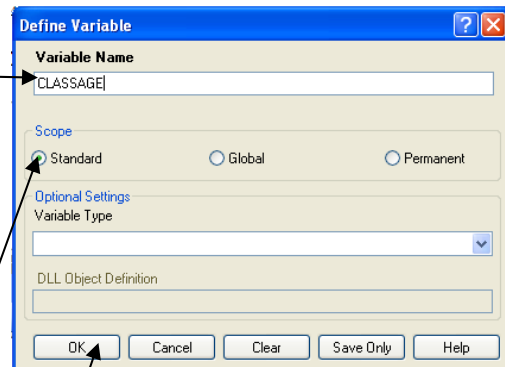 Define Variable
Variable Name
CLASSAGE
Scope
Standard Global Permanent
Optional Settings
Variable Type
DLL Object Definition
OK Cancel Clear Save Only Help